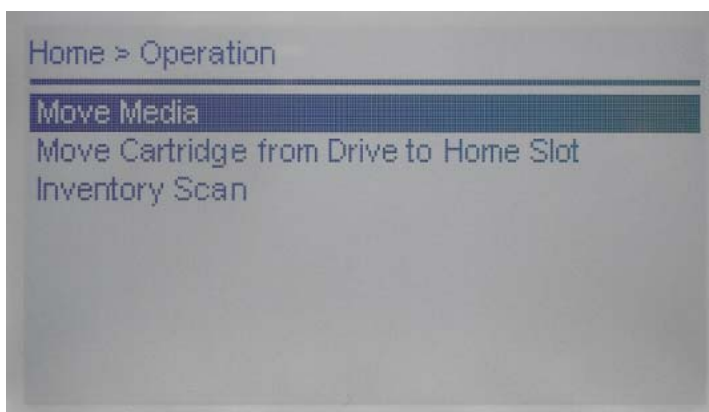 Home > Operation
Move Media
Move Cartridge from Drive to Home Slot
Inventory Scan